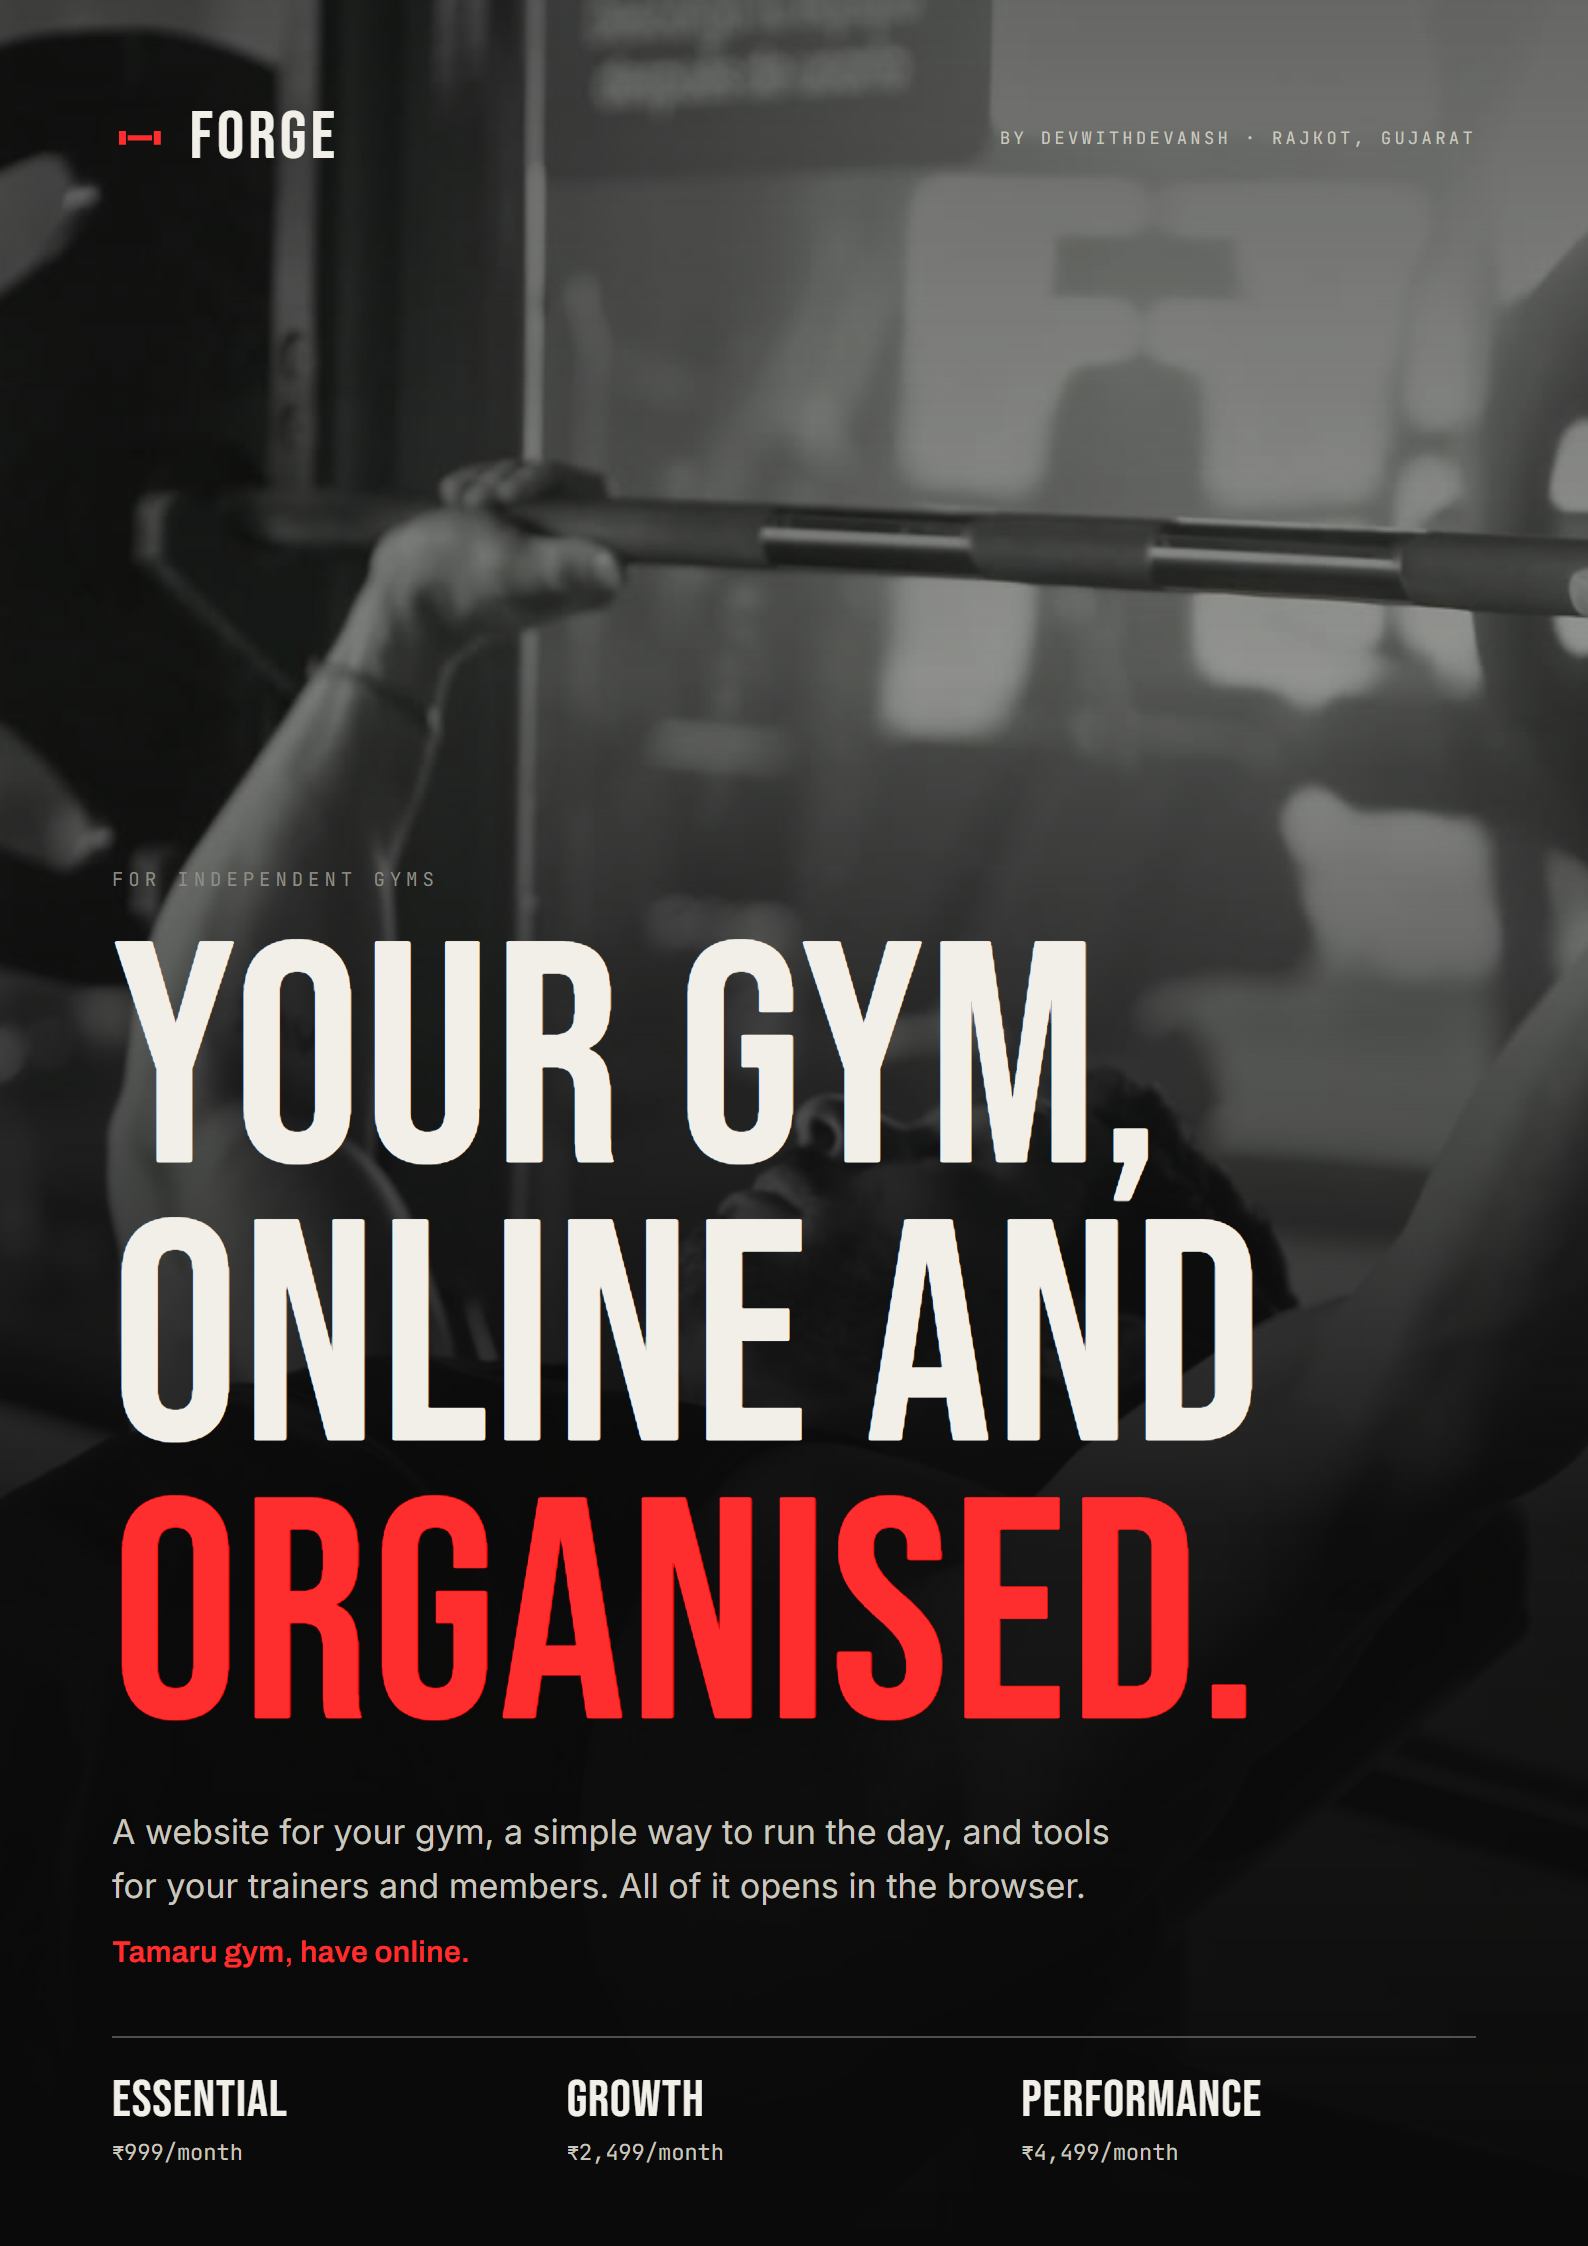 FORGE
BY DEVWITHDEVANSH · RAJKOT, GUJARAT
FOR INDEPENDENT GYMS
YOUR GYM,
ONLINE AND
ORGANISED.
A website for your gym, a simple way to run the day, and tools
for your trainers and members. All of it opens in the browser.
Tamaru gym, have online.
ESSENTIAL
₹999/month
GROWTH
₹2,499/month
PERFORMANCE
₹4,499/month